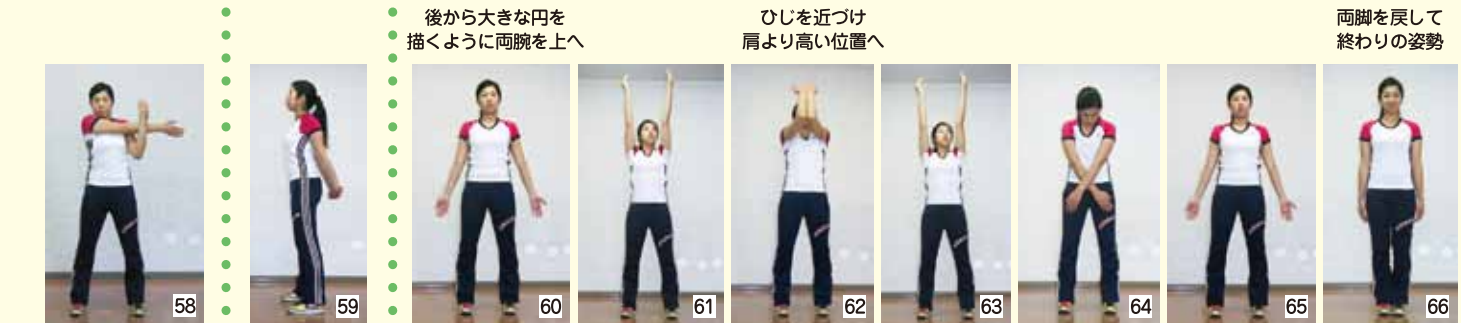 後から大きな円を
描くように両腕を上へ
ひじを近づけ
肩より高い位置へ
両脚を戻して
終わりの姿勢
58
59
60
61
62
63
64
65
66